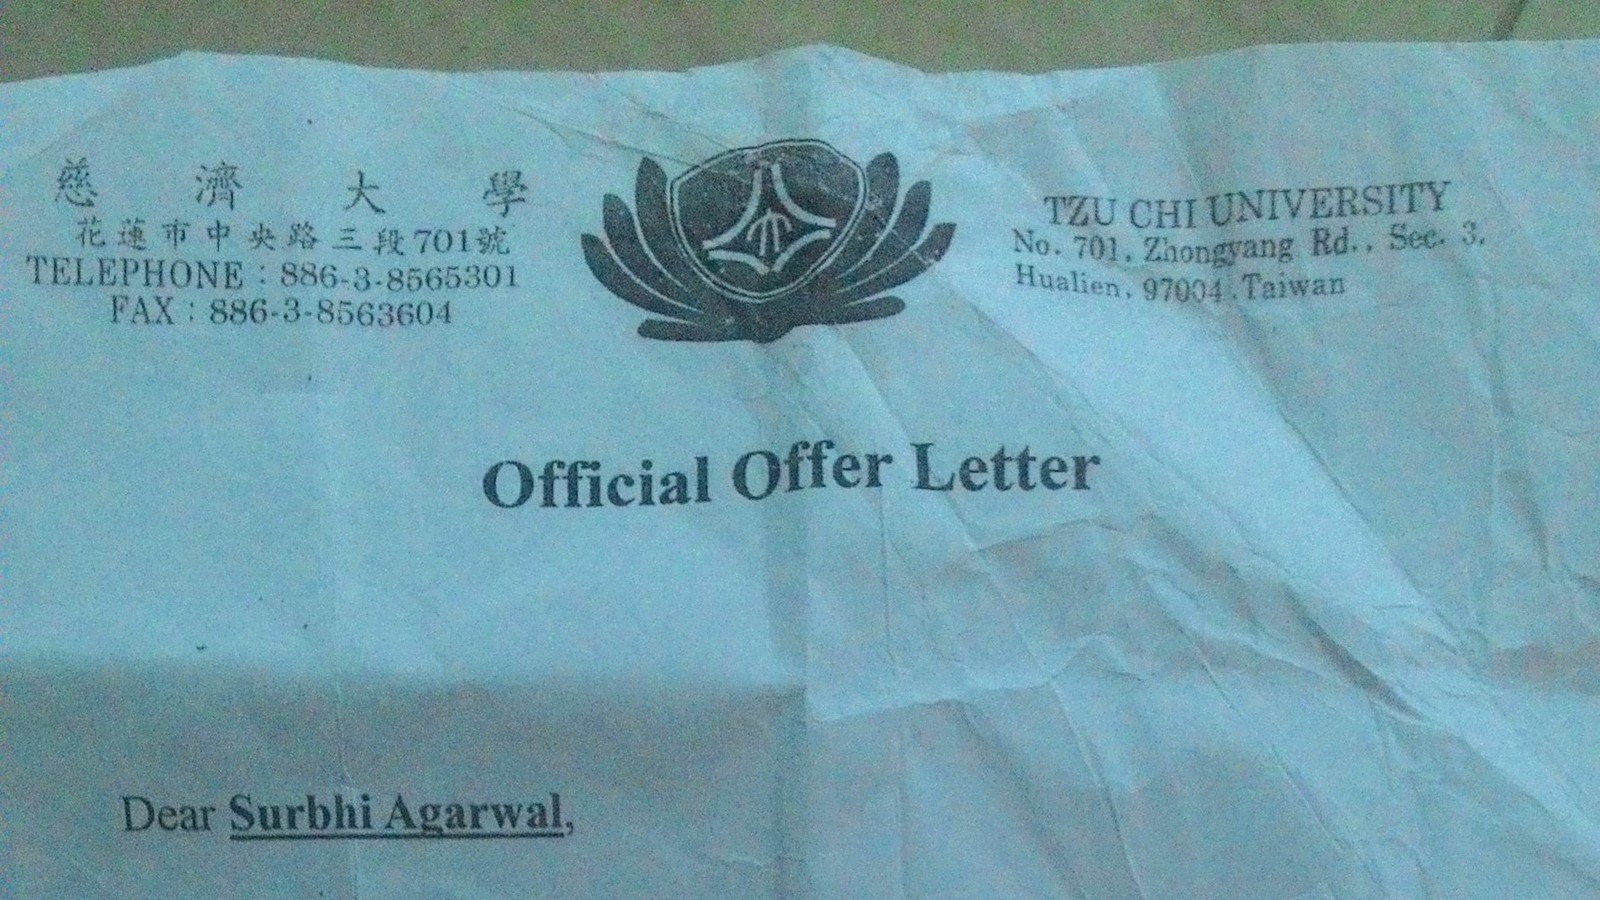 慈濟大學
花蓮市中央路三段701號
TELEPHONE : 886-3-8565301
FAX : 886-3-8563604
TZU CHI UNIVERSITY
No. 701, Zhongyang Rd., Sec. 3,
Hualien, 97004, Taiwan
Official Offer Letter
Dear Surbhi Agarwal,